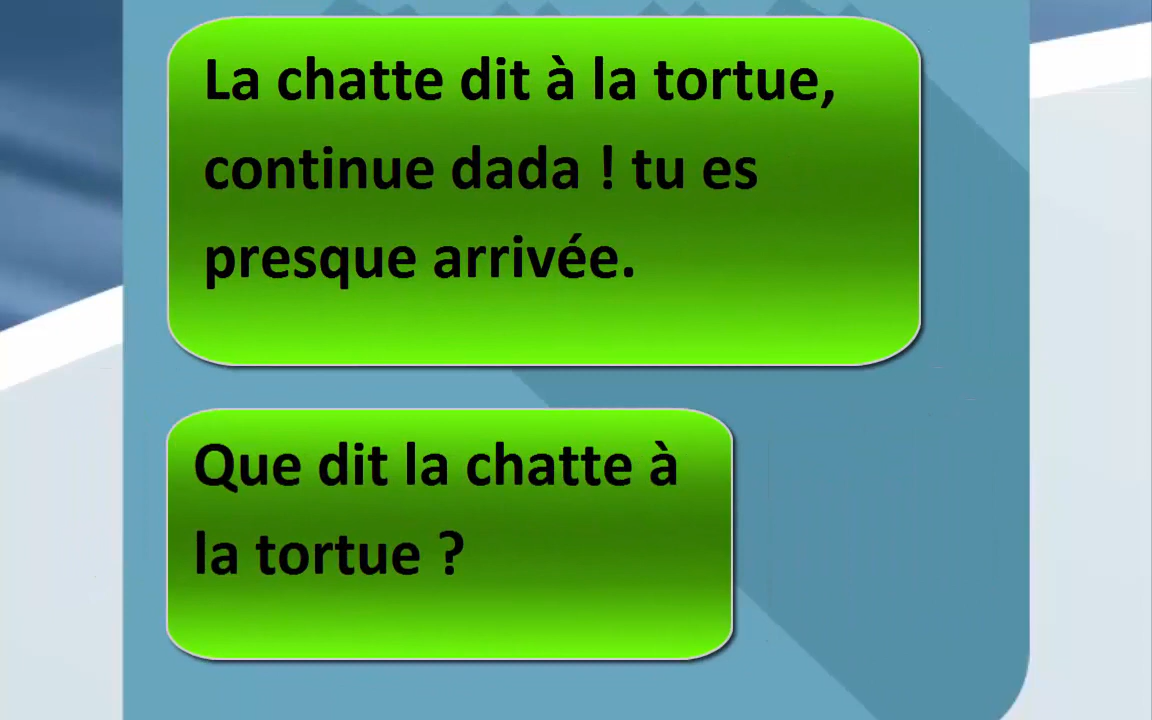 La chatte dit à la tortue,
continue dada ! tu es
presque arrivée.
Que dit la chatte à
la tortue ?